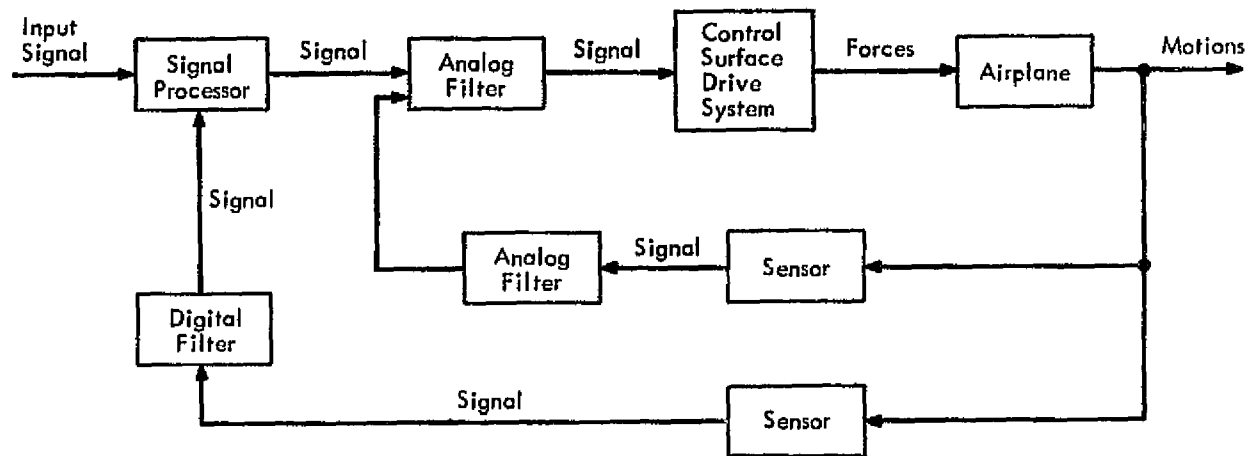 Input
Signal
Signal
Processor
Signal
Analog
Filter
Signal
Control
Surface
Drive
System
Forces
Airplane
Motions
Signal
Analog
Filter
Signal
Sensor
Digital
Filter
Signal
Sensor